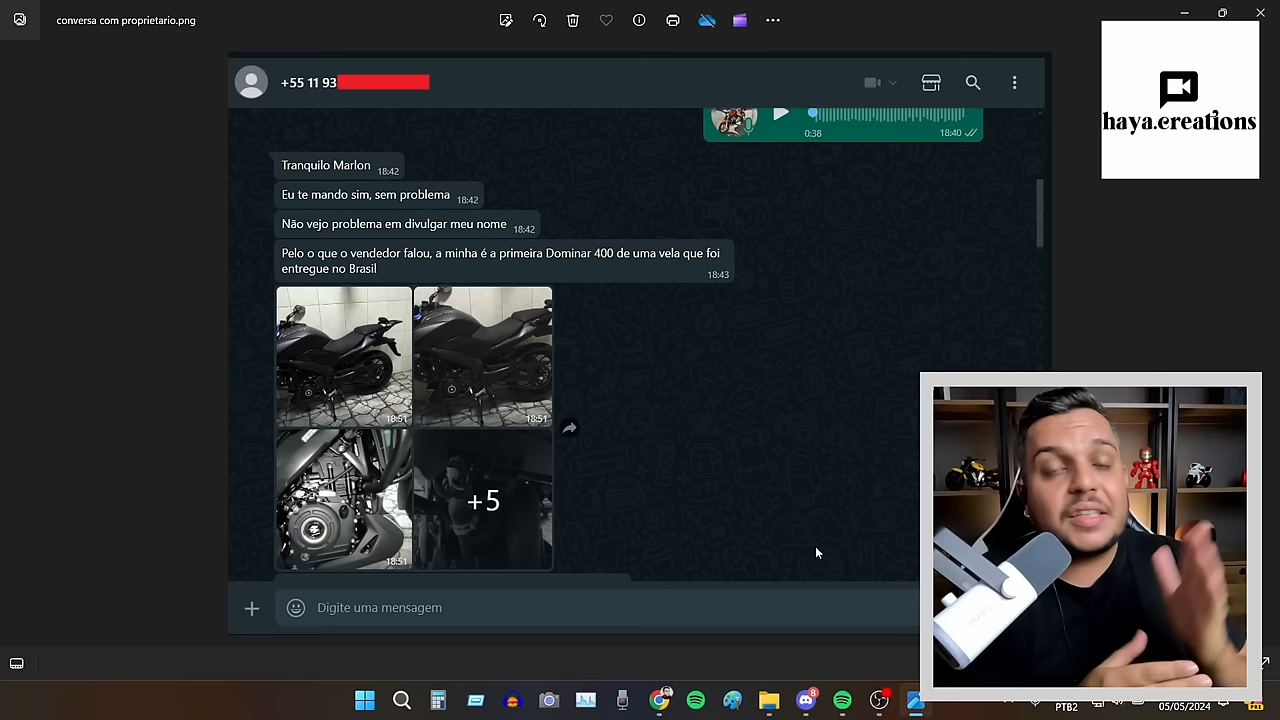 conversa com proprietario.png
haya.creations
+55 11 93
0:38
18:40
Tranquilo Marlon 18:42
Eu te mando sim, sem problema 18:42
Não vejo problema em divulgar meu nome 18:42
Pelo o que o vendedor falou, a minha é a primeira Dominar 400 de uma vela que foi
entregue no Brasil 18:43
18:51
18:51
18:51
+5
Digite uma mensagem
8
PTB2
05/05/2024
PRE